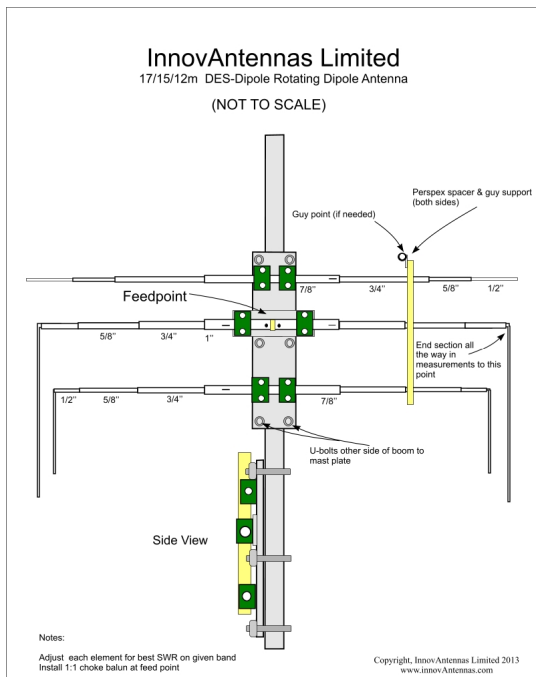 InnovAntennas Limited
17/15/12m DES-Dipole Rotating Dipole Antenna
(NOT TO SCALE)
Perspex spacer & guy support
(both sides)
Guy point (if needed)
7/8" 3/4" 5/8" 1/2"
Feedpoint
5/8" 3/4" 1"
End section all
the way in
measurements to this
point
1/2" 5/8" 3/4" 7/8"
U-bolts other side of boom to
mast plate
Side View
Notes:
Adjust each element for best SWR on given band
Install 1:1 choke balun at feed point
Copyright, InnovAntennas Limited 2013
www.innovAntennas.com